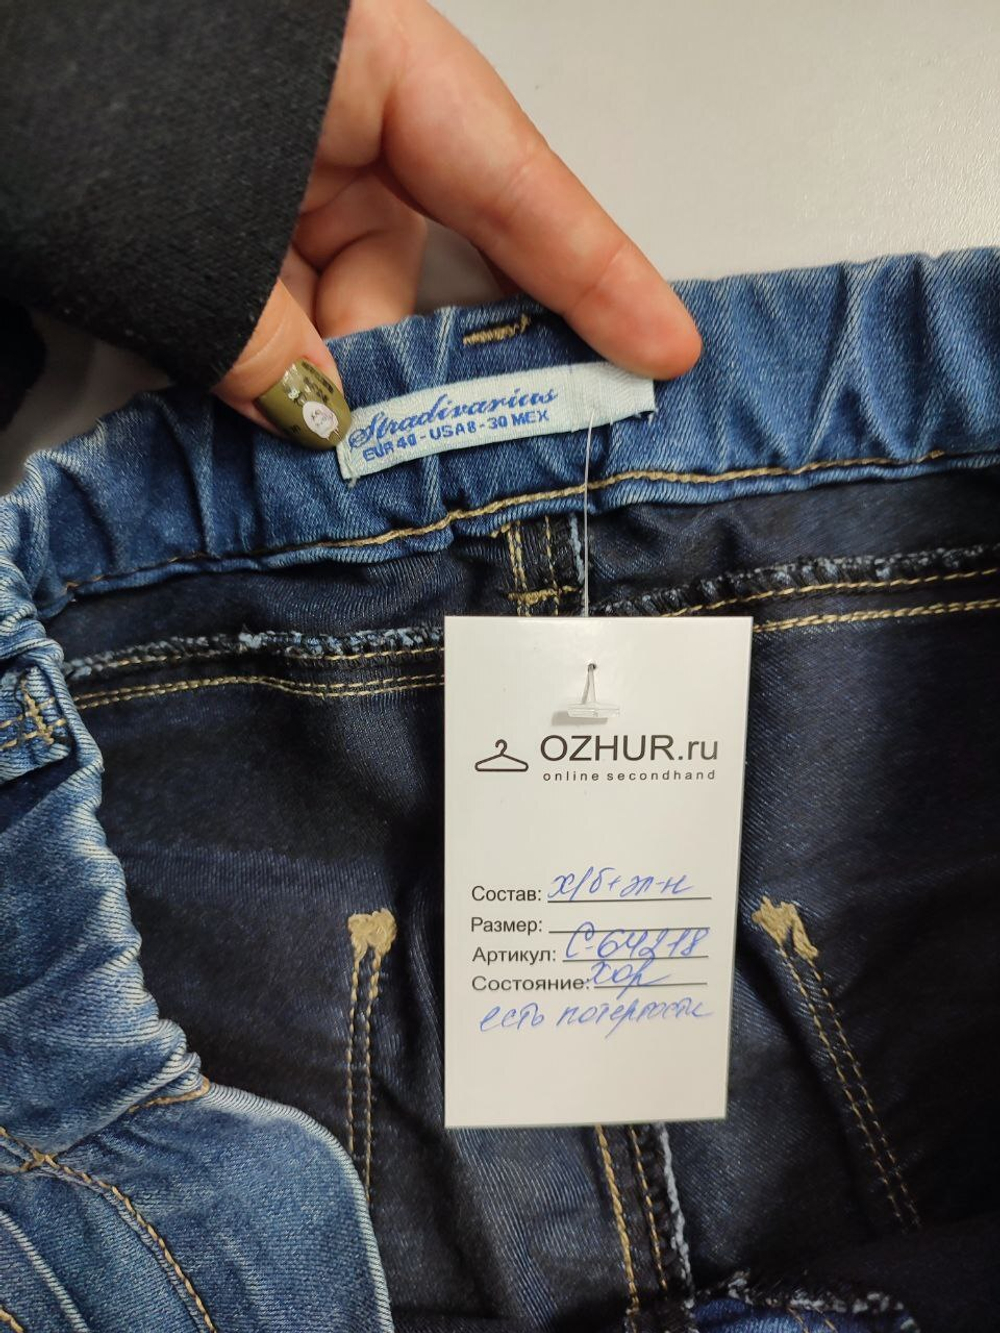 Stradivarius
EUR 40 - USA 8 - 30 MEX
OZHUR.ru
online secondhand
Состав: х/б+эл-н
Размер:
Артикул: С-64218
Состояние: хор
есть потертости